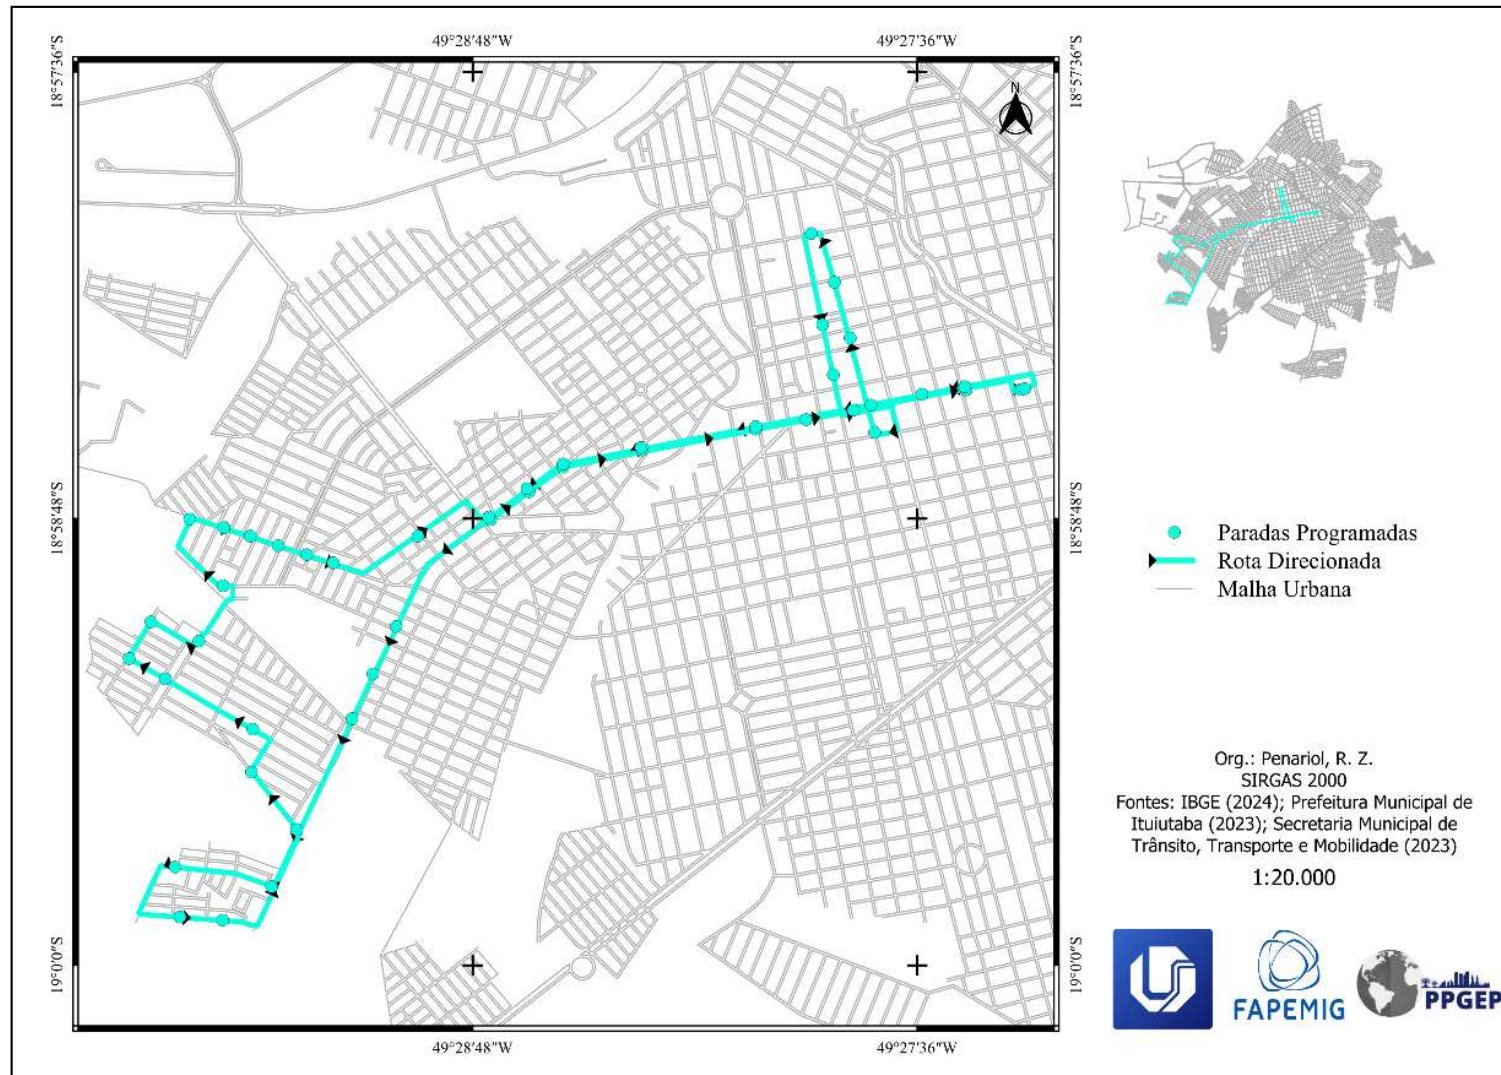 49°28'48"W
49°27'36"W
18°57'36"S
18°57'36"S
N
18°58'48"S
18°58'48"S
Paradas Programadas
Rota Direcionada
Malha Urbana
Org.: Penariol, R. Z.
SIRGAS 2000
Fontes: IBGE (2024); Prefeitura Municipal de
Ituiutaba (2023); Secretaria Municipal de
Trânsito, Transporte e Mobilidade (2023)
1:20.000
19°0'0"S
19°0'0"S
FAPEMIG
PPGEP
49°28'48"W
49°27'36"W